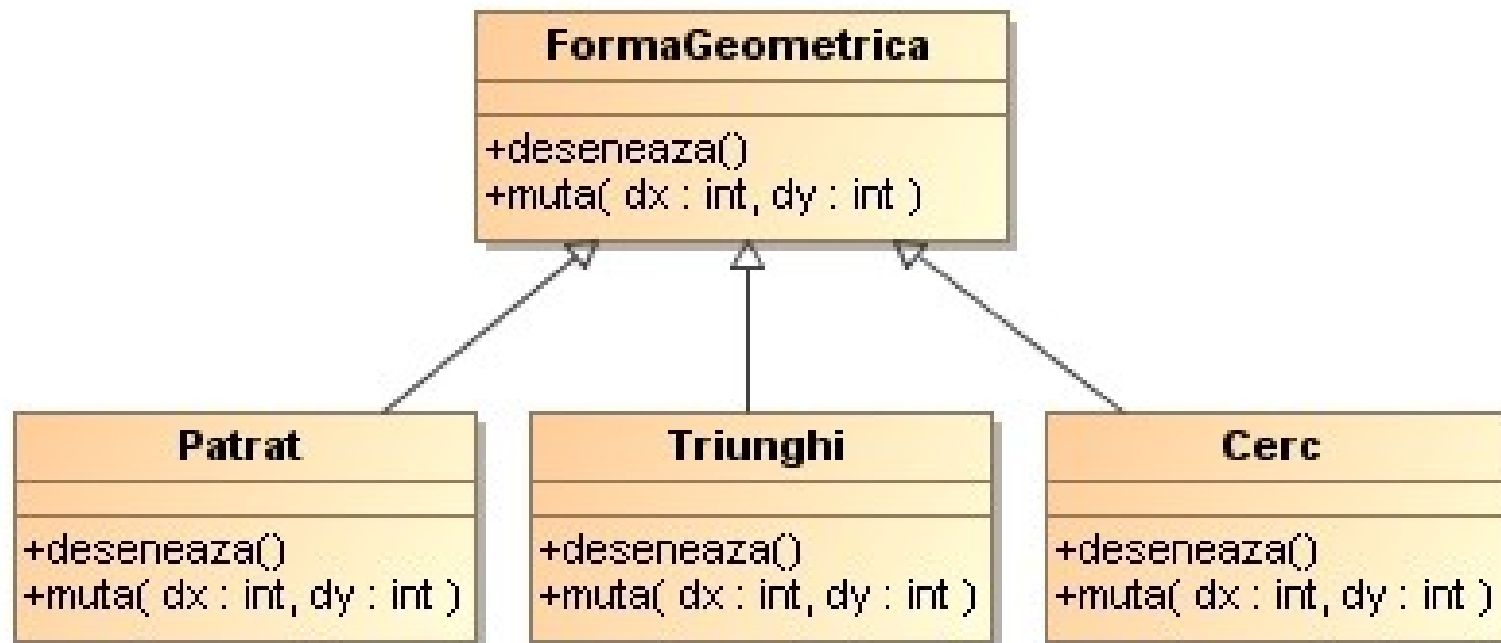 FormaGeometrica
+deseneaza()
+muta( dx : int, dy : int )
Patrat
+deseneaza()
+muta( dx : int, dy : int )
Triunghi
+deseneaza()
+muta( dx : int, dy : int )
Cerc
+deseneaza()
+muta( dx : int, dy : int )